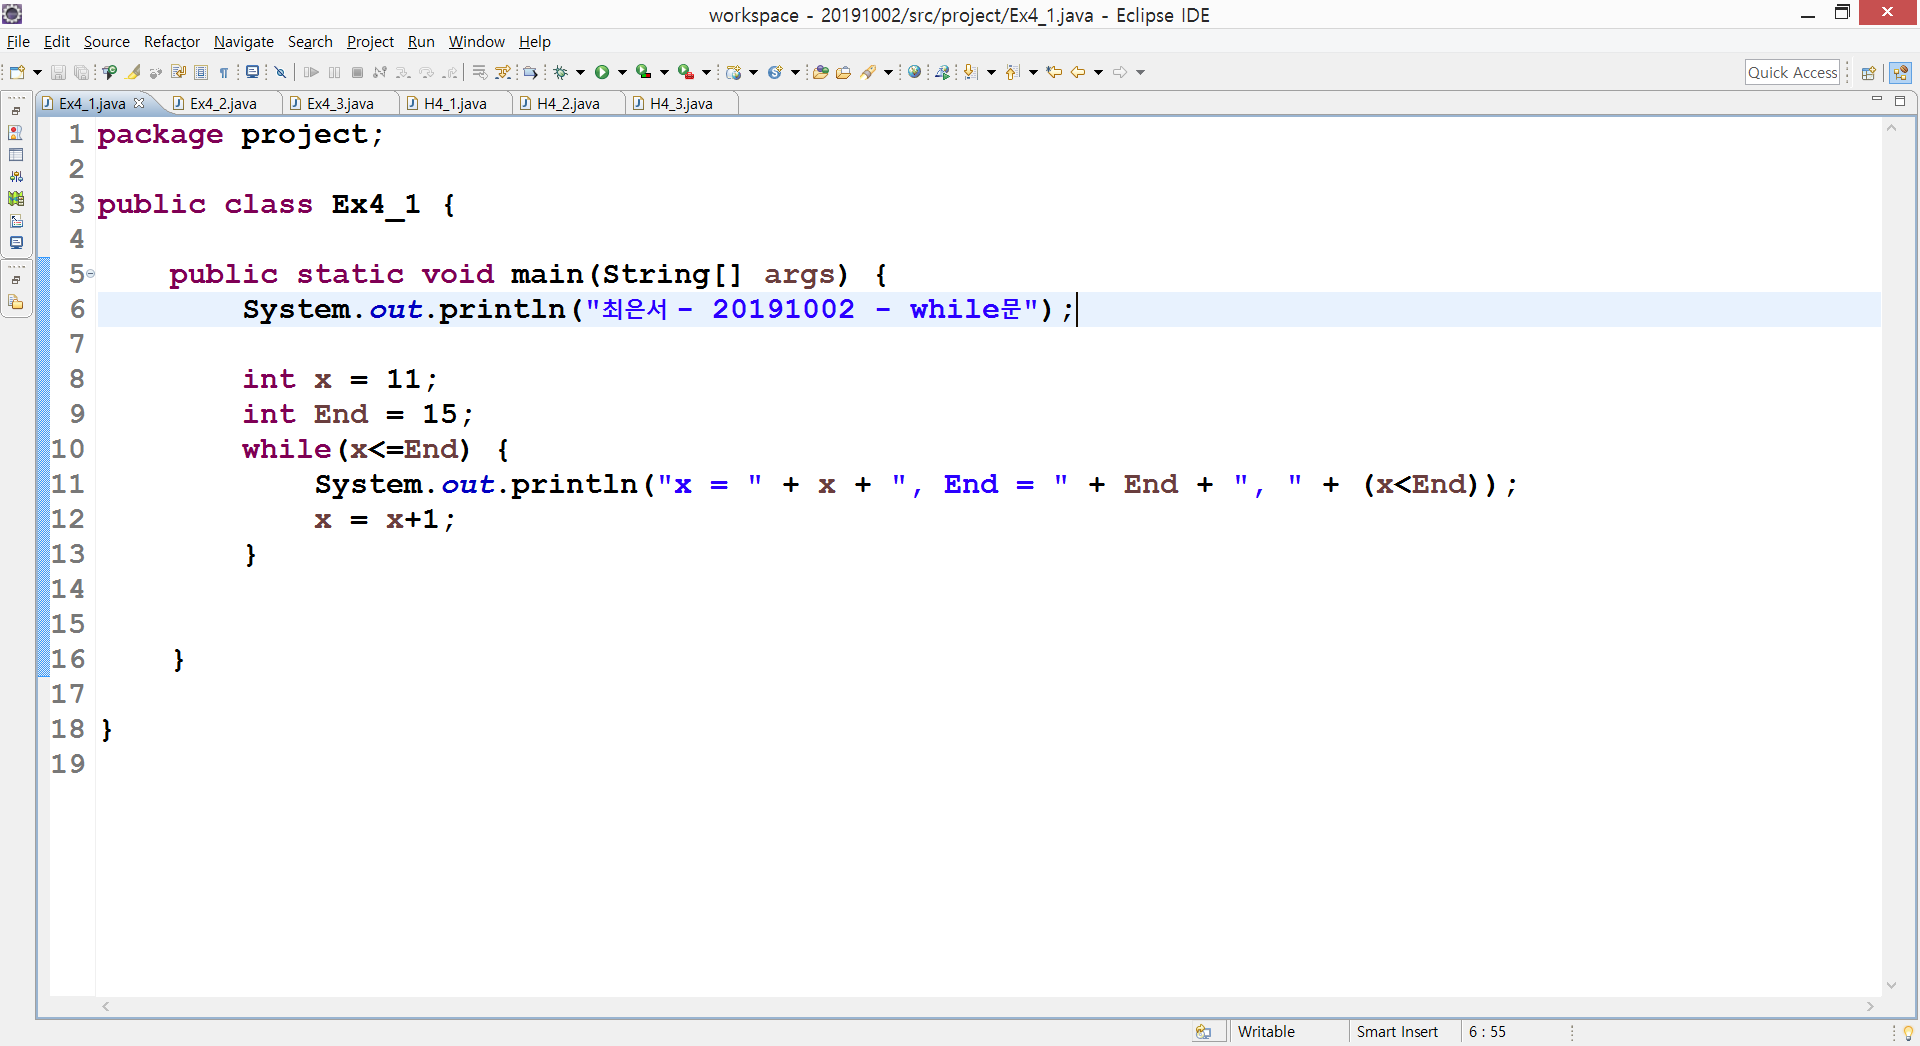 workspace - 20191002/src/project/Ex4_1.java - Eclipse IDE
File Edit Source Refactor Navigate Search Project Run Window Help
Quick Access
Ex4_1.java Ex4_2.java Ex4_3.java H4_1.java H4_2.java H4_3.java
1 package project;
2
3 public class Ex4_1 {
4
5 public static void main(String[] args) {
6 System.out.println("최은서 - 20191002 - while문");
7
8 int x = 11;
9 int End = 15;
10 while(x<=End) {
11 System.out.println("x = " + x + ", End = " + End + ", " + (x<End));
12 x = x+1;
13 }
14
15
16 }
17
18 }
19
Writable Smart Insert 6 : 55